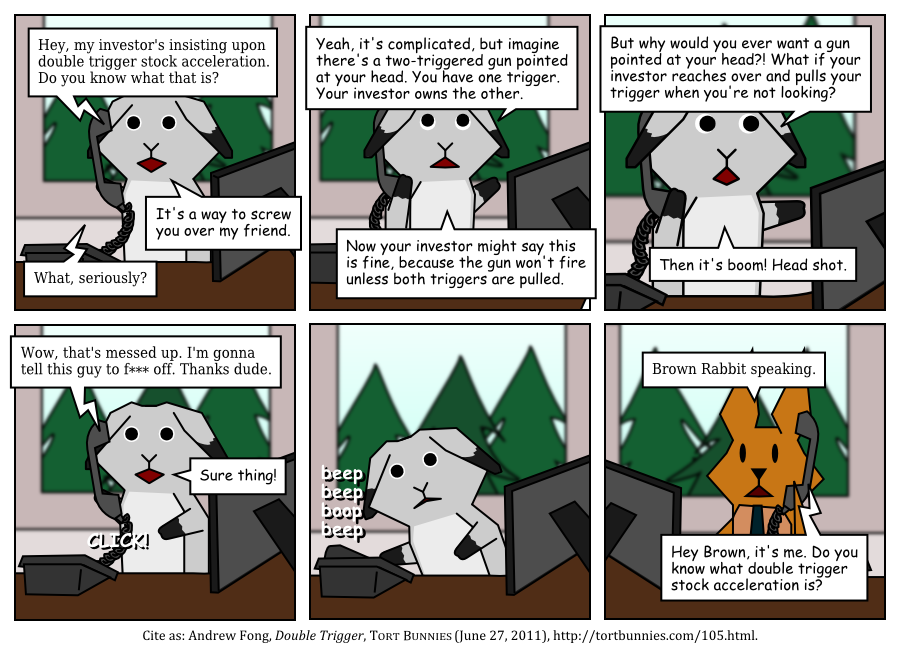 Hey, my investor's insisting upon
double trigger stock acceleration.
Do you know what that is?
It's a way to screw
you over my friend.
What, seriously?
Yeah, it's complicated, but imagine
there's a two-triggered gun pointed
at your head. You have one trigger.
Your investor owns the other.
Now your investor might say this
is fine, because the gun won't fire
unless both triggers are pulled.
But why would you ever want a gun
pointed at your head?! What if your
investor reaches over and pulls your
trigger when you're not looking?
Then it's boom! Head shot.
Wow, that's messed up. I'm gonna
tell this guy to f*** off. Thanks dude.
Sure thing!
CLICK!
beep
beep
boop
beep
Brown Rabbit speaking.
Hey Brown, it's me. Do you
know what double trigger
stock acceleration is?
Cite as: Andrew Fong, Double Trigger, TORT BUNNIES (June 27, 2011), http://tortbunnies.com/105.html.